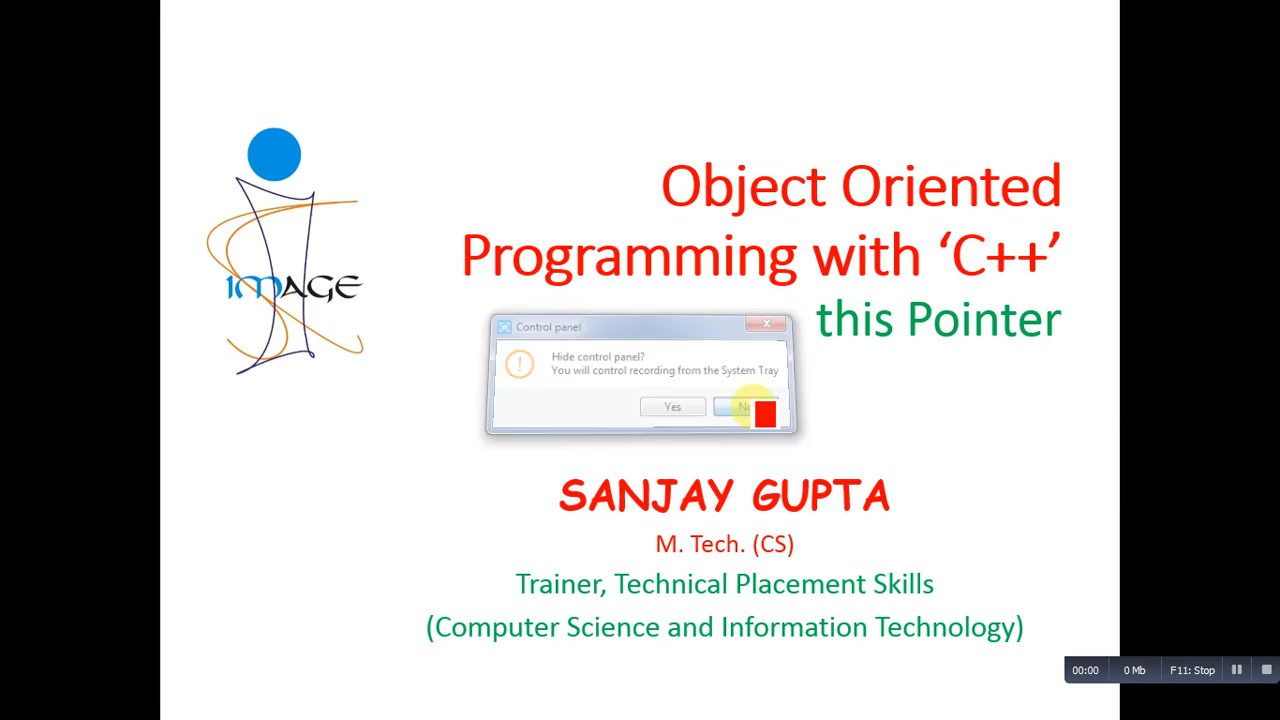 Object Oriented
Programming with ‘C++’
this Pointer
IMAGE
Control panel
Hide control panel?
You will control recording from the System Tray
Yes
SANJAY GUPTA
M. Tech. (CS)
Trainer, Technical Placement Skills
(Computer Science and Information Technology)
00:00 0 Mb F11: Stop